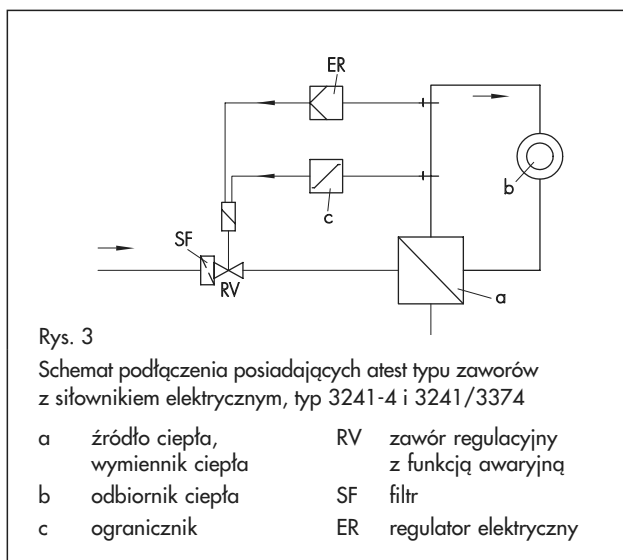 ER
b
c
SF
RV
a
Rys. 3
Schemat podłączenia posiadających atest typu zaworów
z siłownikiem elektrycznym, typ 3241-4 i 3241/3374
a źródło ciepła, RV zawór regulacyjny
wymiennik ciepła z funkcją awaryjną
b odbiornik ciepła SF filtr
c ogranicznik ER regulator elektryczny